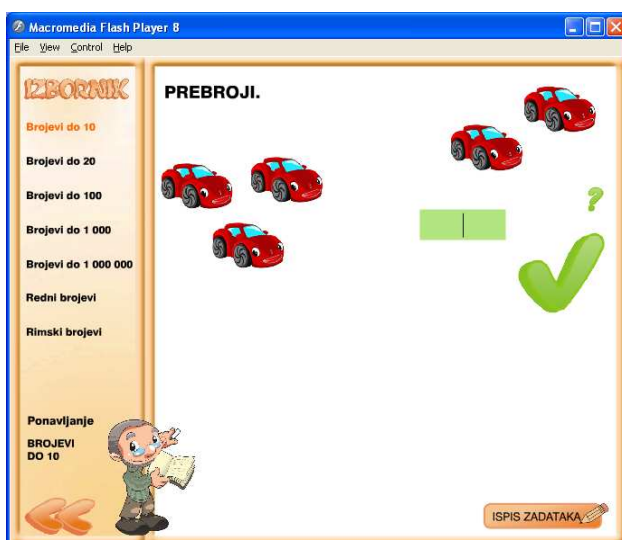 Macromedia Flash Player 8
File View Control Help
IZBORNIK
Brojevi do 10
Brojevi do 20
Brojevi do 100
Brojevi do 1 000
Brojevi do 1 000 000
Redni brojevi
Rimski brojevi
Ponavljanje
BROJEVI
DO 10
PREBROJI.
?
ISPIS ZADATAKA